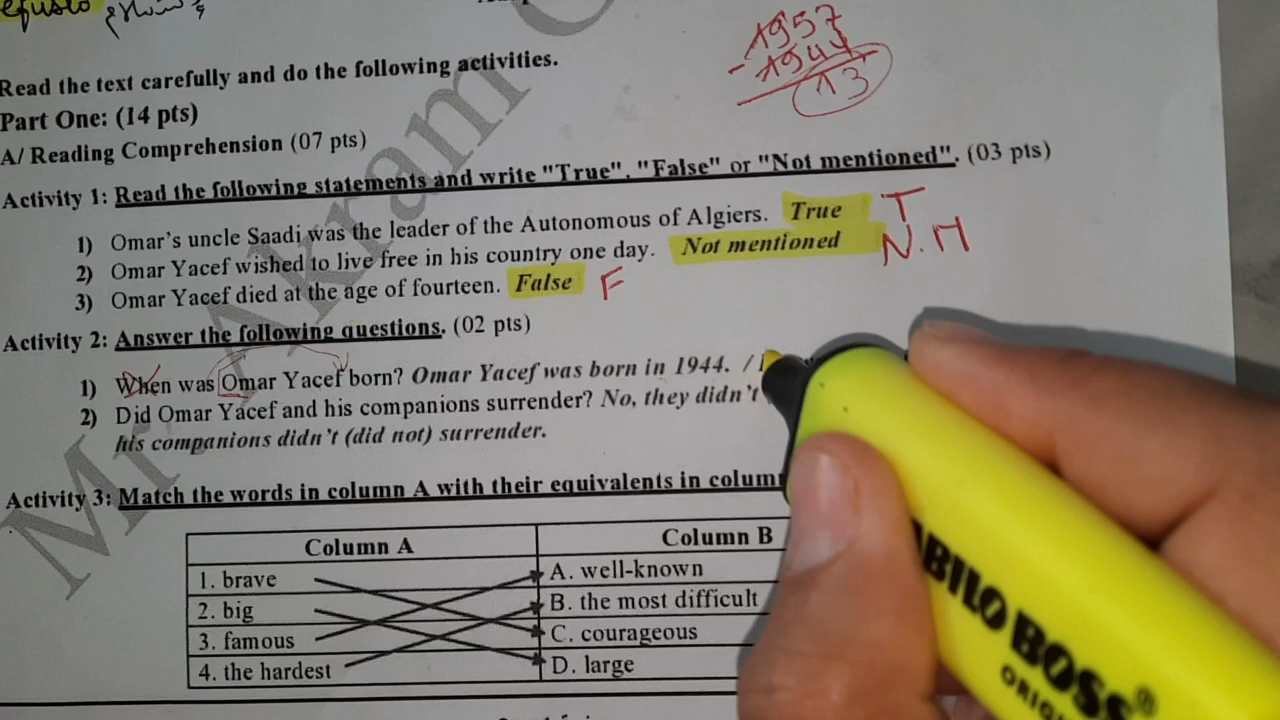 1957
- 1944
13
Read the text carefully and do the following activities.
Part One: (14 pts)
A/ Reading Comprehension (07 pts)
Activity 1: Read the following statements and write "True". "False" or "Not mentioned". (03 pts)
1) Omar's uncle Saadi was the leader of the Autonomous of Algiers. True T
2) Omar Yacef wished to live free in his country one day. Not mentioned N.M
3) Omar Yacef died at the age of fourteen. False F
Activity 2: Answer the following questions. (02 pts)
1) When was Omar Yacef born? Omar Yacef was born in 1944. /
2) Did Omar Yacef and his companions surrender? No, they didn't
his companions didn't (did not) surrender.
Activity 3: Match the words in column A with their equivalents in colum
Column A Column B
1. brave A. well-known
2. big B. the most difficult
3. famous C. courageous
4. the hardest D. large
Mr. Akram
STABILO BOSS®
ORIGI